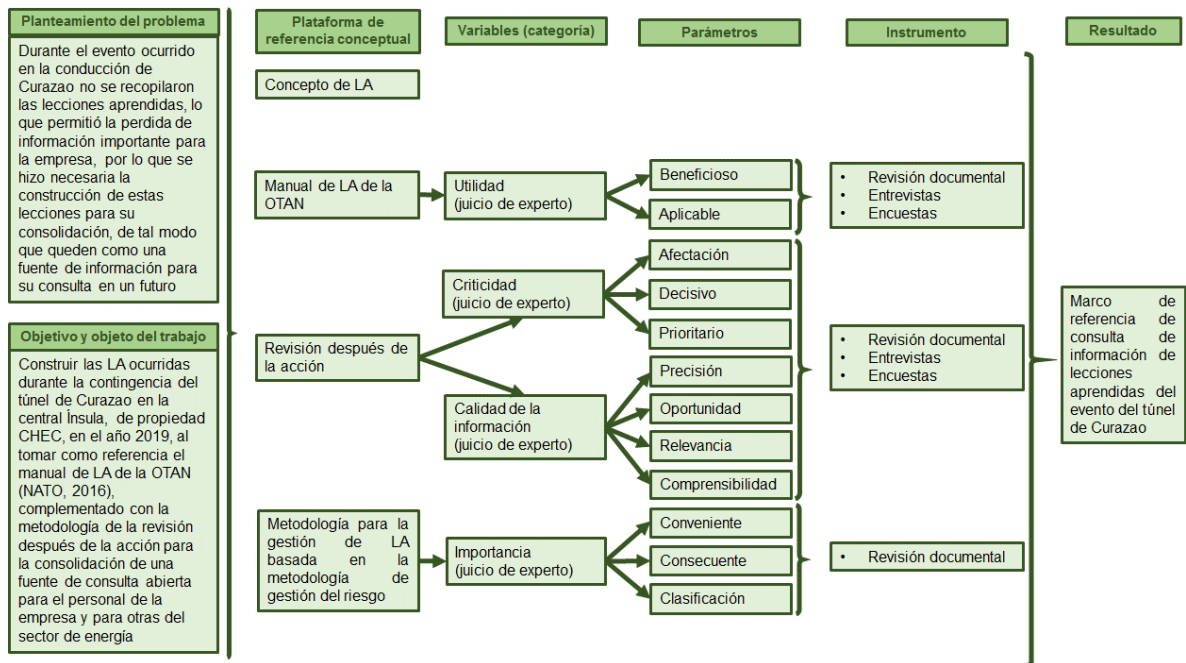 Planteamiento del problema
Durante el evento ocurrido
en la conducción de
Curazao no se recopilaron
las lecciones aprendidas, lo
que permitió la perdida de
información importante para
la empresa, por lo que se
hizo necesaria la
construcción de estas
lecciones para su
consolidación, de tal modo
que queden como una
fuente de información para
su consulta en un futuro
Objetivo y objeto del trabajo
Construir las LA ocurridas
durante la contingencia del
túnel de Curazao en la
central Ínsula, de propiedad
CHEC, en el año 2019, al
tomar como referencia el
manual de LA de la OTAN
(NATO, 2016),
complementado con la
metodología de la revisión
después de la acción para
la consolidación de una
fuente de consulta abierta
para el personal de la
empresa y para otras del
sector de energía
Plataforma de
referencia conceptual
Concepto de LA
Manual de LA de la
OTAN
Revisión después de
la acción
Metodología para la
gestión de LA
basada en la
metodología de
gestión del riesgo
Variables (categoría)
Utilidad
(juicio de experto)
Criticidad
(juicio de experto)
Calidad de la
información
(juicio de experto)
Importancia
(juicio de experto)
Parámetros
Beneficioso
Aplicable
Afectación
Decisivo
Prioritario
Precisión
Oportunidad
Relevancia
Comprensibilidad
Conveniente
Consecuente
Clasificación
Instrumento
• Revisión documental
• Entrevistas
• Encuestas
• Revisión documental
• Entrevistas
• Encuestas
• Revisión documental
Resultado
Marco de
referencia de
consulta de
información de
lecciones
aprendidas del
evento del túnel
de Curazao